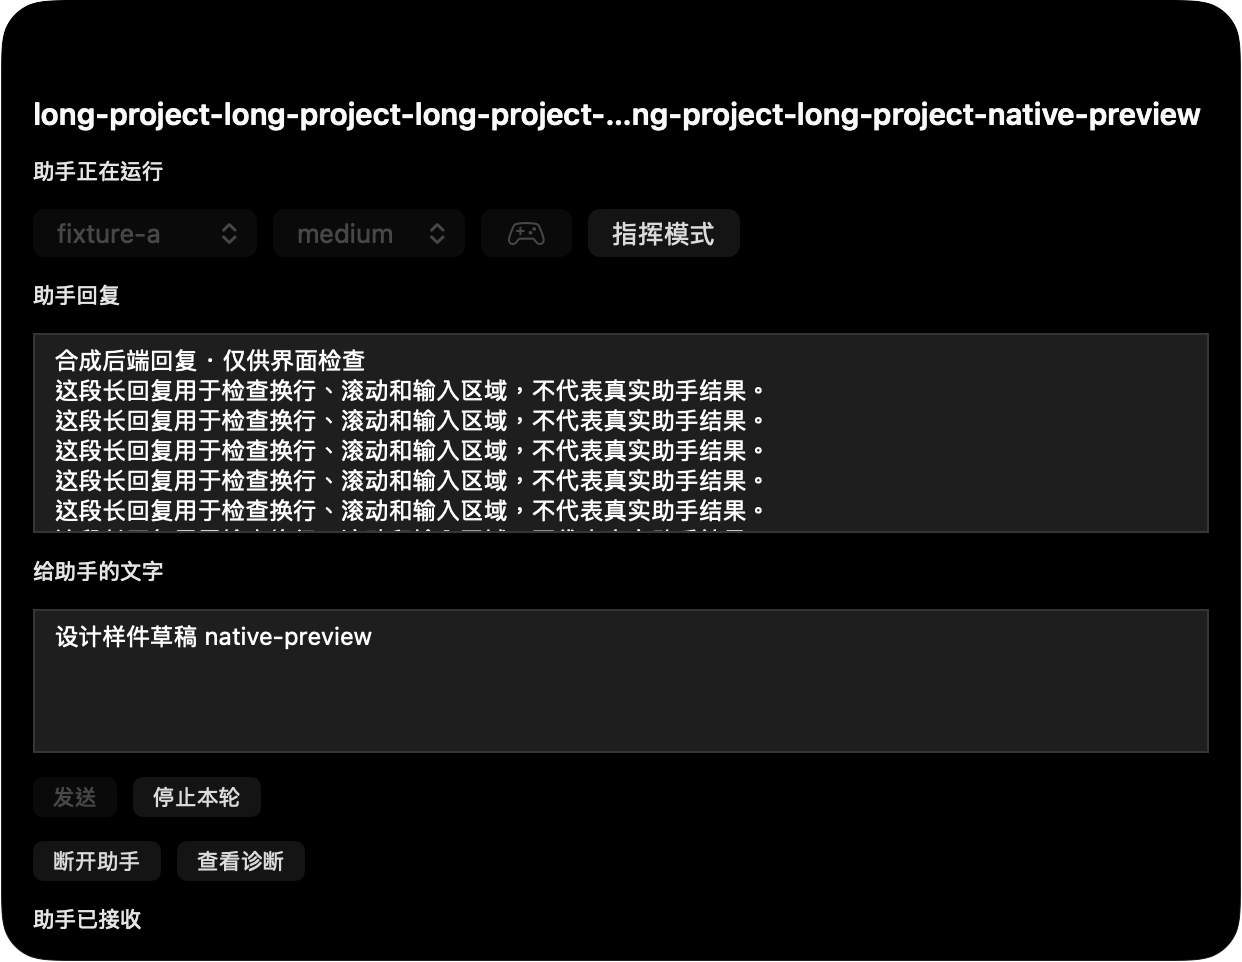 long-project-long-project-long-project-...ng-project-long-project-native-preview
助手正在运行
fixture-a
medium
指挥模式
助手回复
合成后端回复 · 仅供界面检查
这段长回复用于检查换行、滚动和输入区域，不代表真实助手结果。
这段长回复用于检查换行、滚动和输入区域，不代表真实助手结果。
这段长回复用于检查换行、滚动和输入区域，不代表真实助手结果。
这段长回复用于检查换行、滚动和输入区域，不代表真实助手结果。
这段长回复用于检查换行、滚动和输入区域，不代表真实助手结果。
给助手的文字
设计样件草稿 native-preview
发送
停止本轮
断开助手
查看诊断
助手已接收